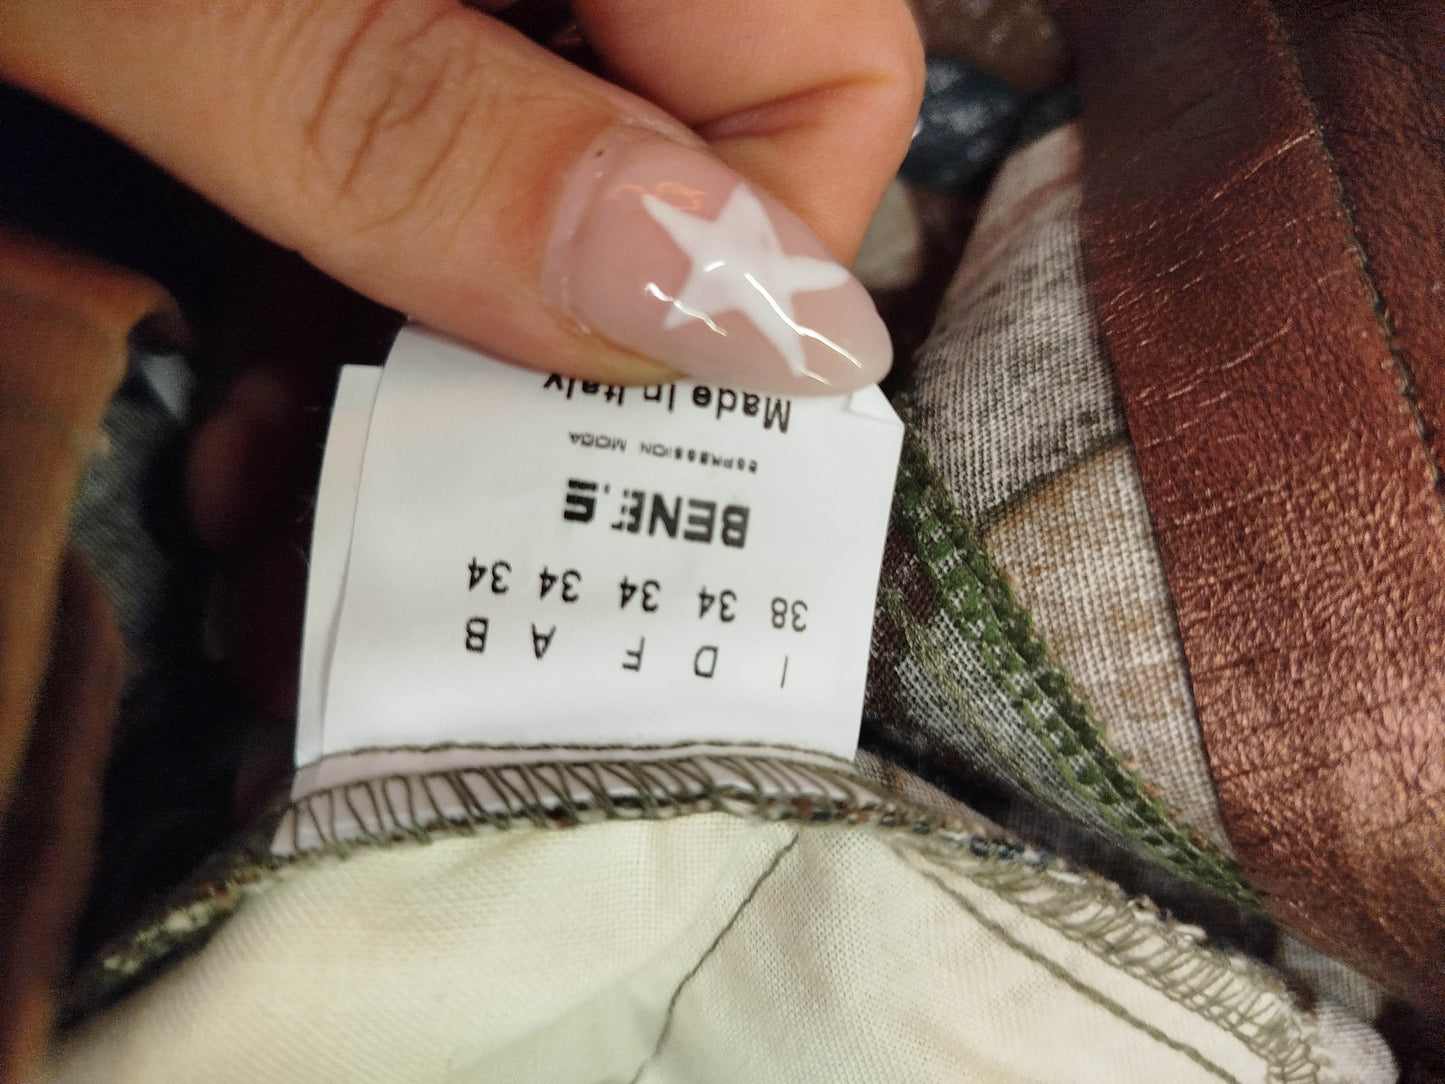 I D F A B
38 34 34 34 34
BENE.S
ESPRESSION MODA
Made In Italy